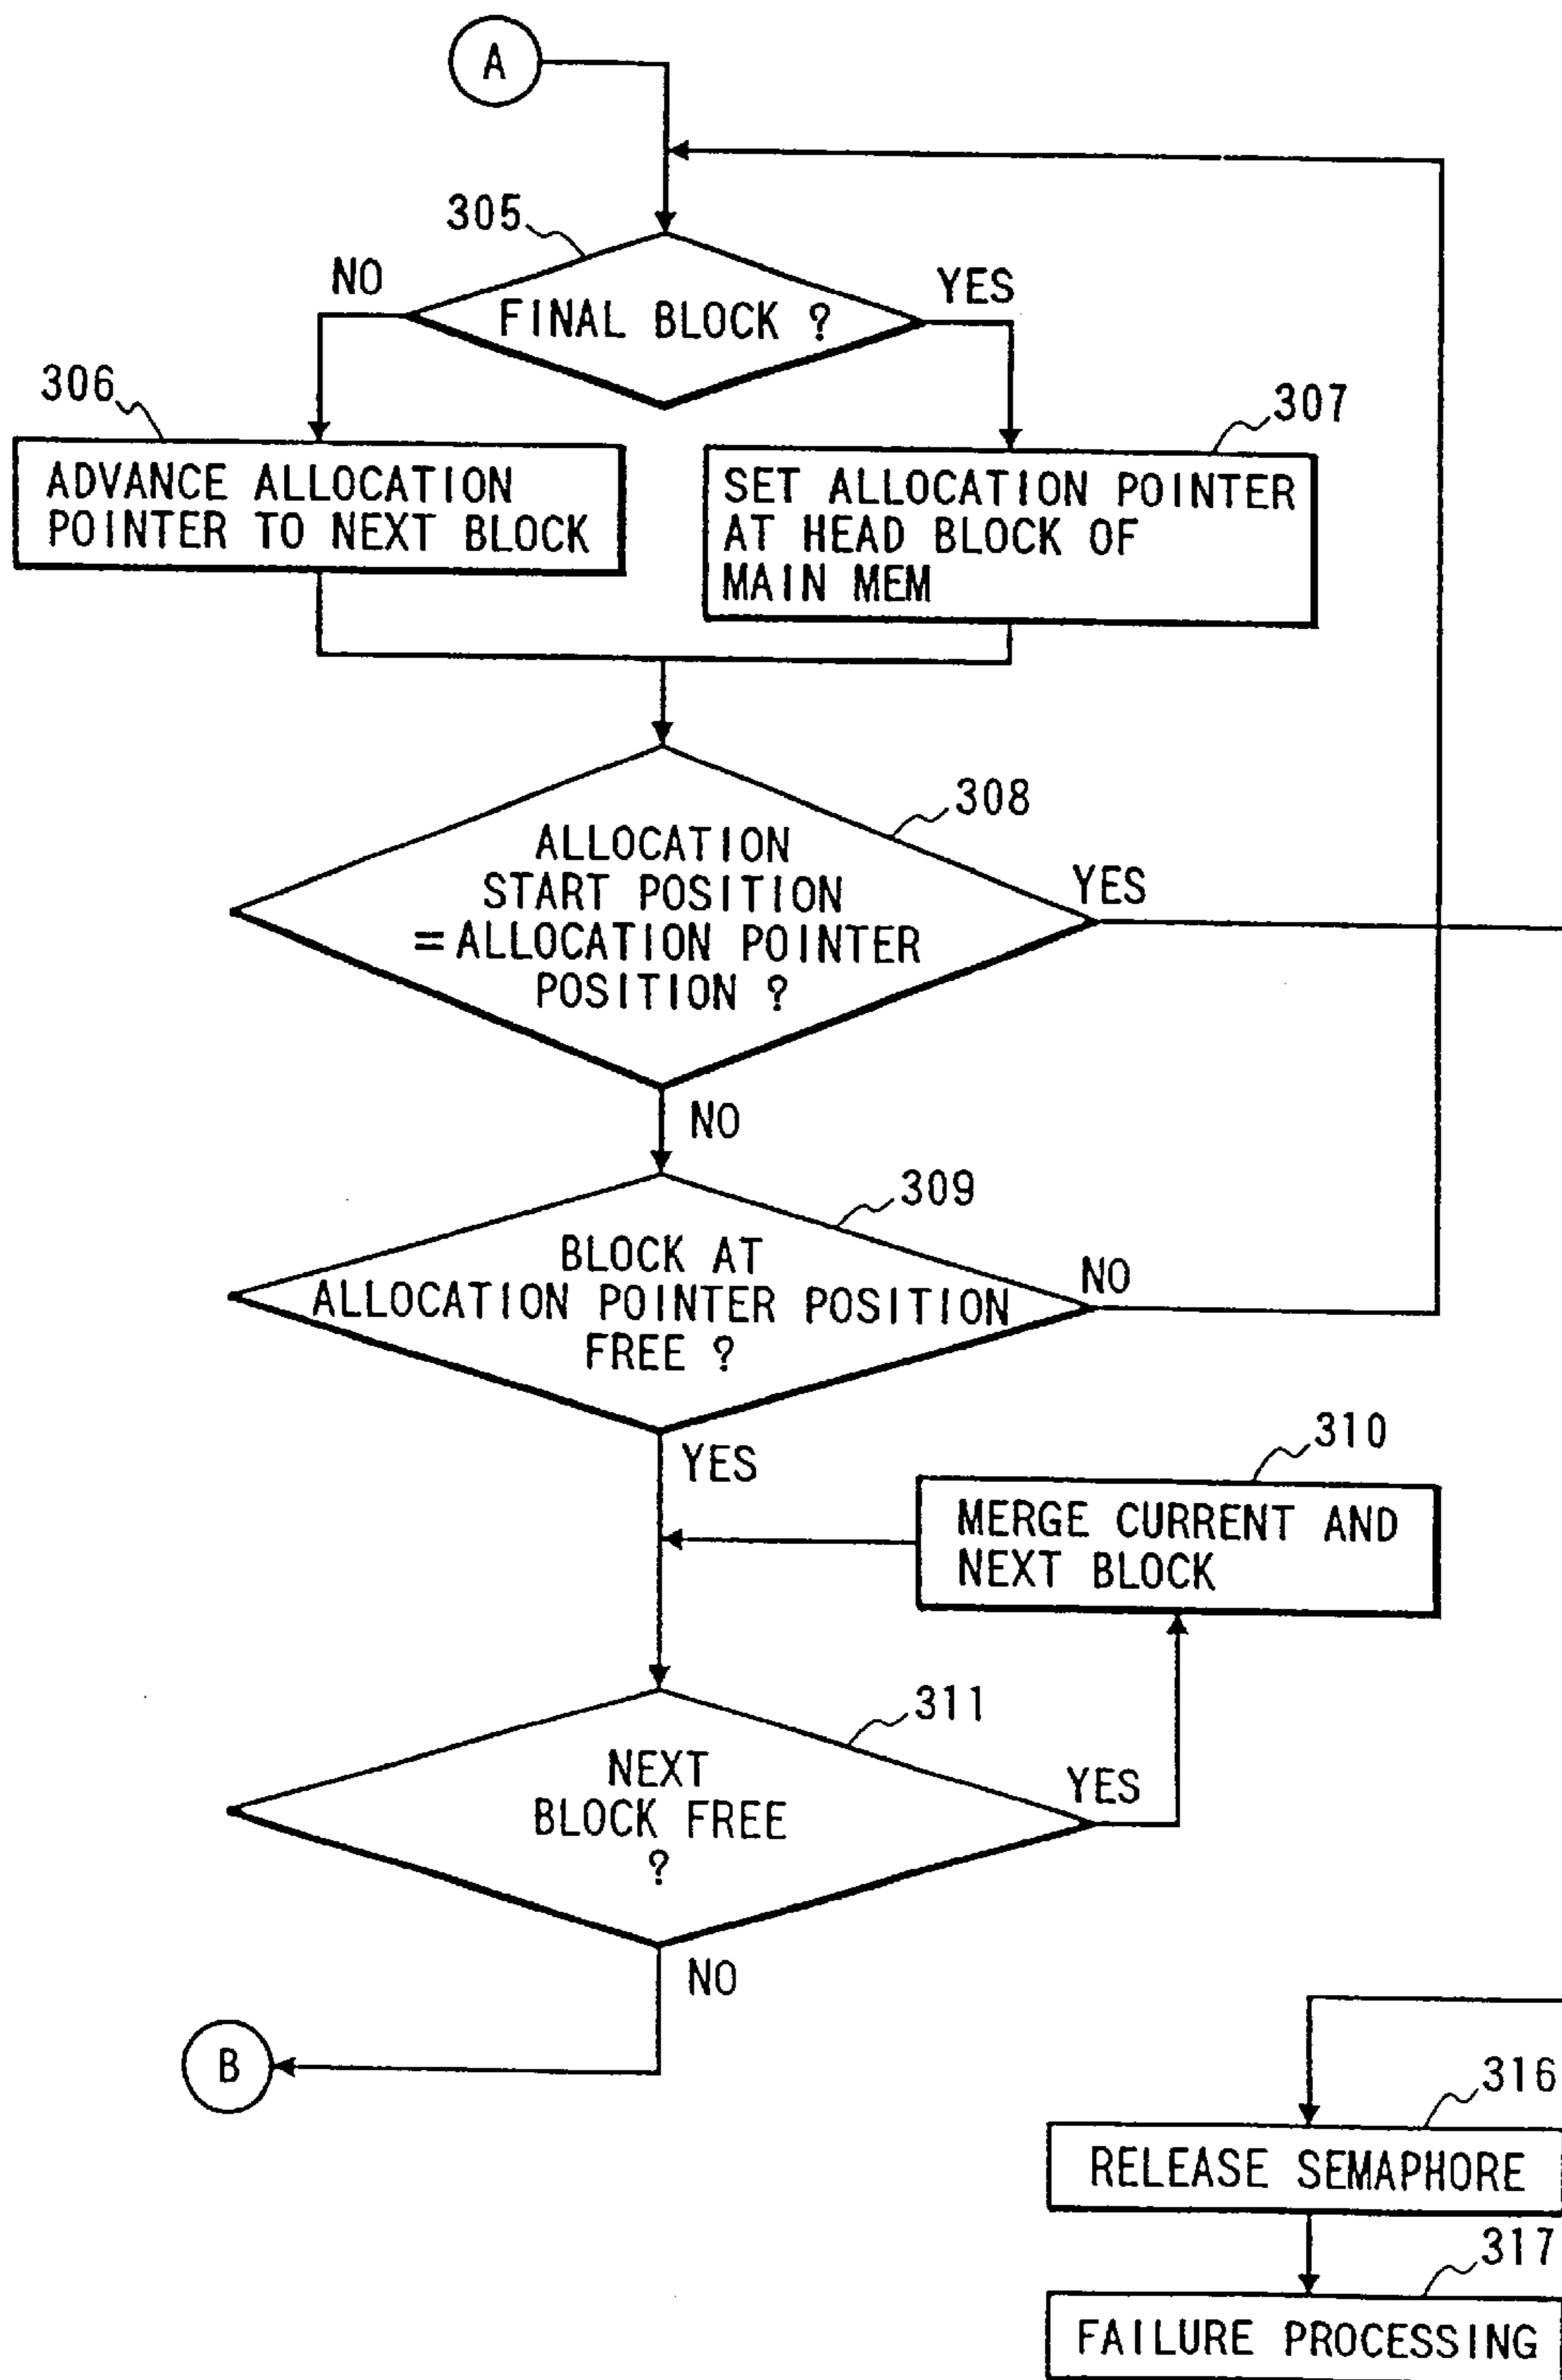 A
305
NO
YES
FINAL BLOCK ?
306
307
ADVANCE ALLOCATION
POINTER TO NEXT BLOCK
SET ALLOCATION POINTER
AT HEAD BLOCK OF
MAIN MEM
308
ALLOCATION
START POSITION
=ALLOCATION POINTER
POSITION ?
YES
NO
309
BLOCK AT
ALLOCATION POINTER POSITION
FREE ?
NO
YES
310
MERGE CURRENT AND
NEXT BLOCK
311
NEXT
BLOCK FREE
?
YES
NO
B
316
RELEASE SEMAPHORE
317
FAILURE PROCESSING